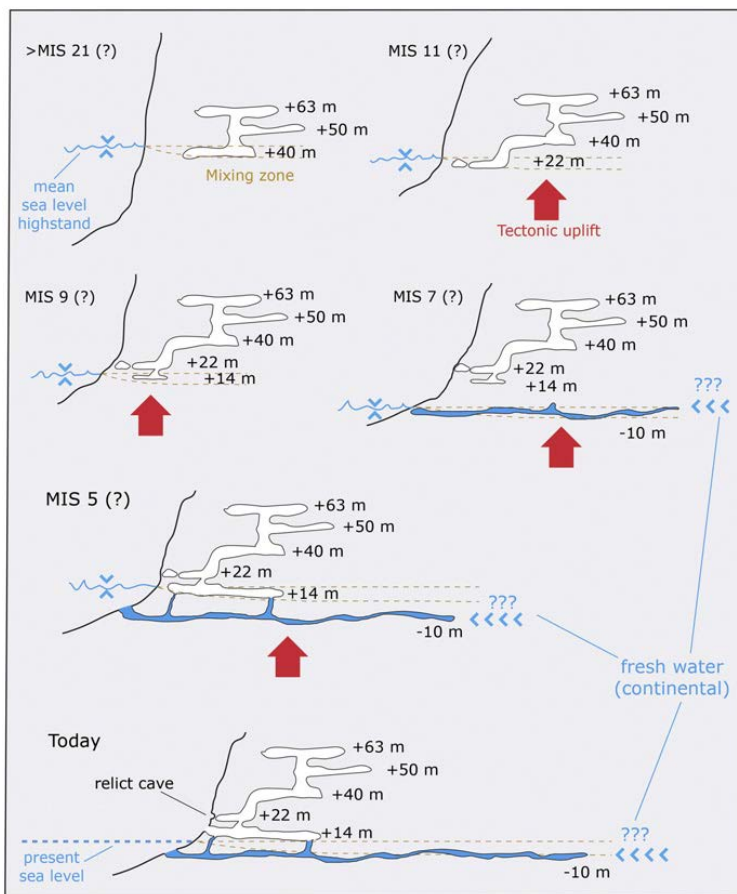 >MIS 21 (?)
+63 m
+50 m
+40 m
Mixing zone
mean
sea level
highstand
MIS 11 (?)
+63 m
+50 m
+40 m
+22 m
Tectonic uplift
MIS 9 (?)
+63 m
+50 m
+40 m
+22 m
+14 m
MIS 7 (?)
+63 m
+50 m
+40 m
+22 m
+14 m
???
-10 m
MIS 5 (?)
+63 m
+50 m
+40 m
+22 m
+14 m
???
-10 m
fresh water
(continental)
Today
+63 m
+50 m
relict cave
+40 m
+22 m
+14 m
???
present
sea level
-10 m